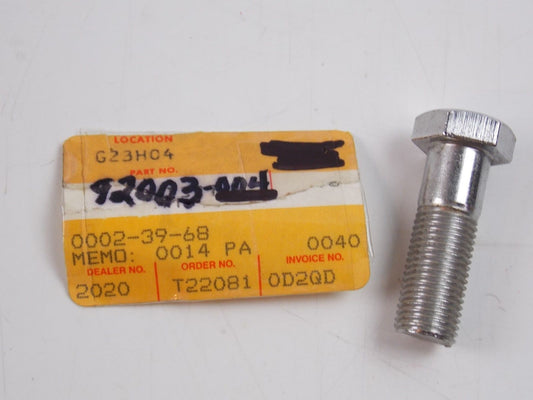 LOCATION
G23H04
PART NO.
92003-004
0002-39-68
MEMO: 0014 PA 0040
DEALER NO. ORDER NO. INVOICE NO.
2020 T22081 0D2QD